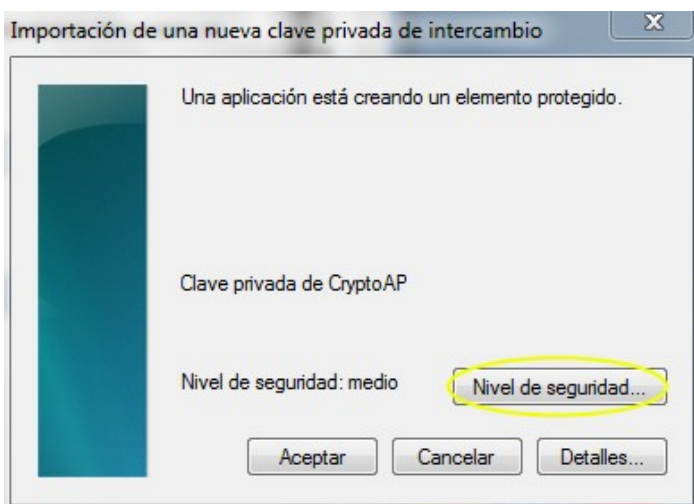 Importación de una nueva clave privada de intercambio
Una aplicación está creando un elemento protegido.
Clave privada de CryptoAP
Nivel de seguridad: medio
Nivel de seguridad...
Aceptar
Cancelar
Detalles...